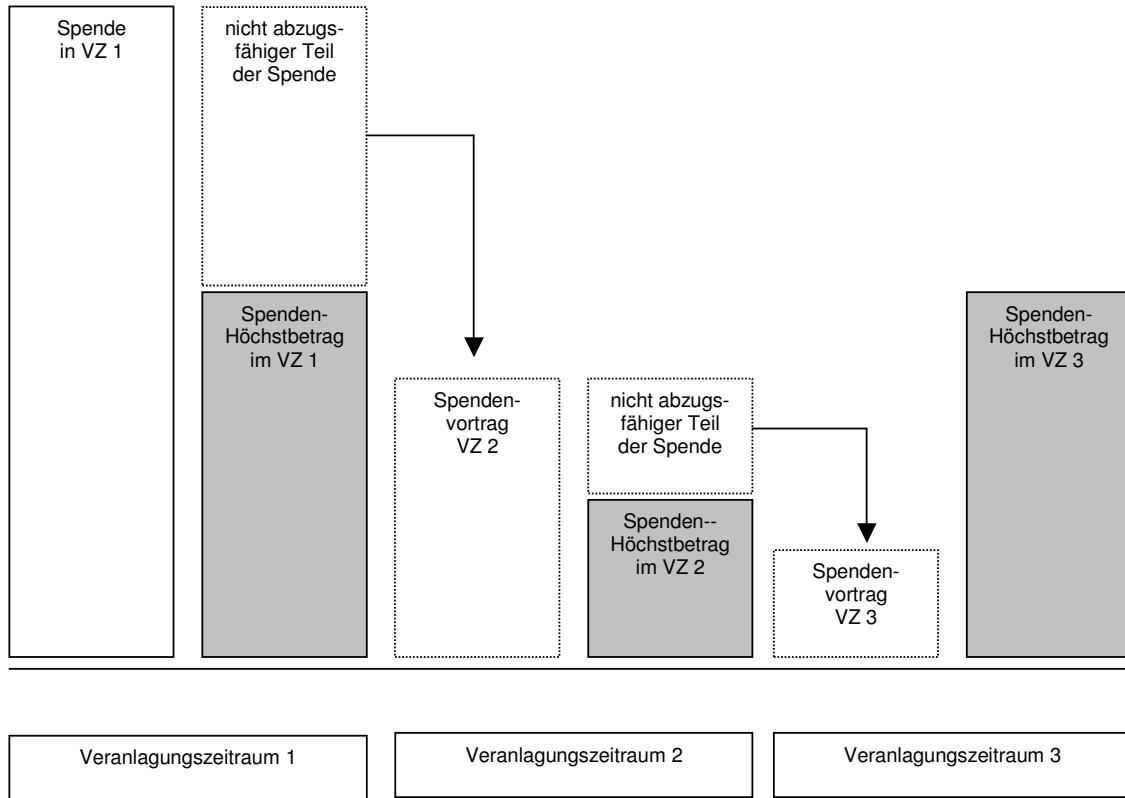 Spende
in VZ 1
nicht abzugs-
fähiger Teil
der Spende
Spenden-
Höchstbetrag
im VZ 1
Spenden-
vortrag
VZ 2
nicht abzugs-
fähiger Teil
der Spende
Spenden--
Höchstbetrag
im VZ 2
Spenden-
vortrag
VZ 3
Spenden-
Höchstbetrag
im VZ 3
Veranlagungszeitraum 1
Veranlagungszeitraum 2
Veranlagungszeitraum 3